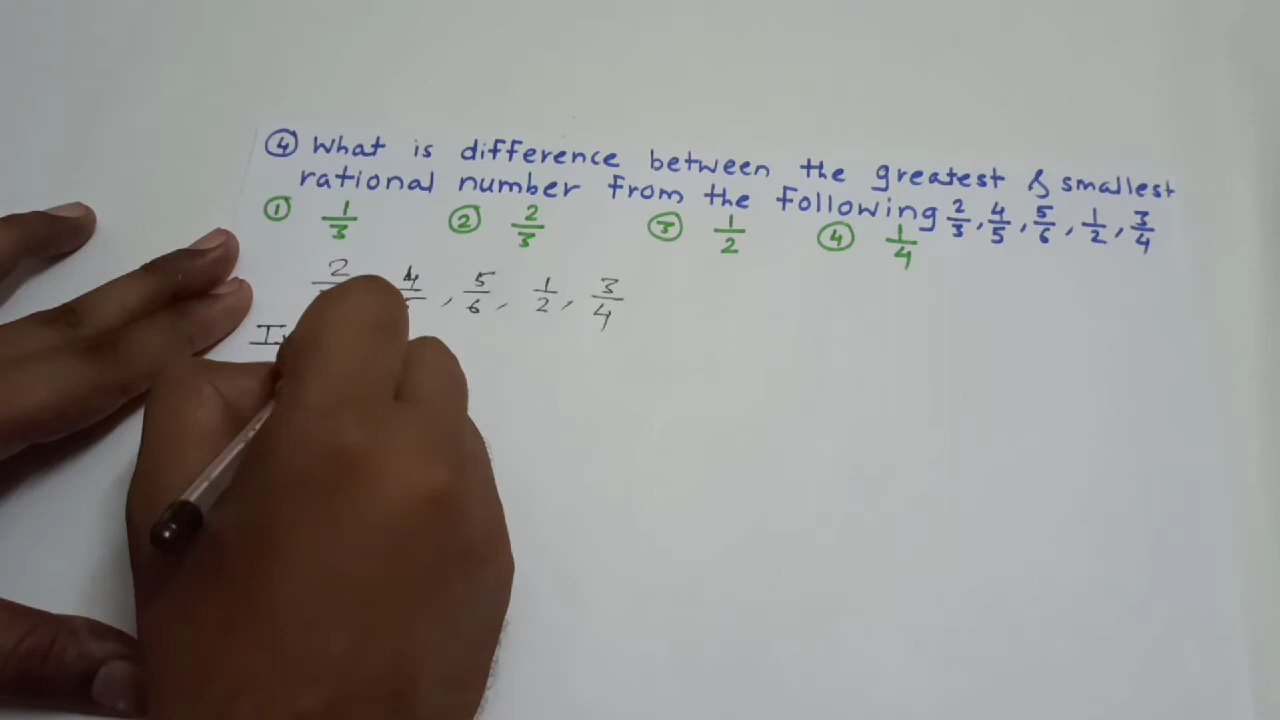 ④ What is difference between the greatest & smallest
rational number from the following 2/3, 4/5, 5/6, 1/2, 3/4
① 1/3 ② 2/3 ③ 1/2 ④ 1/4
2 , 5/6, 1/2, 3/4